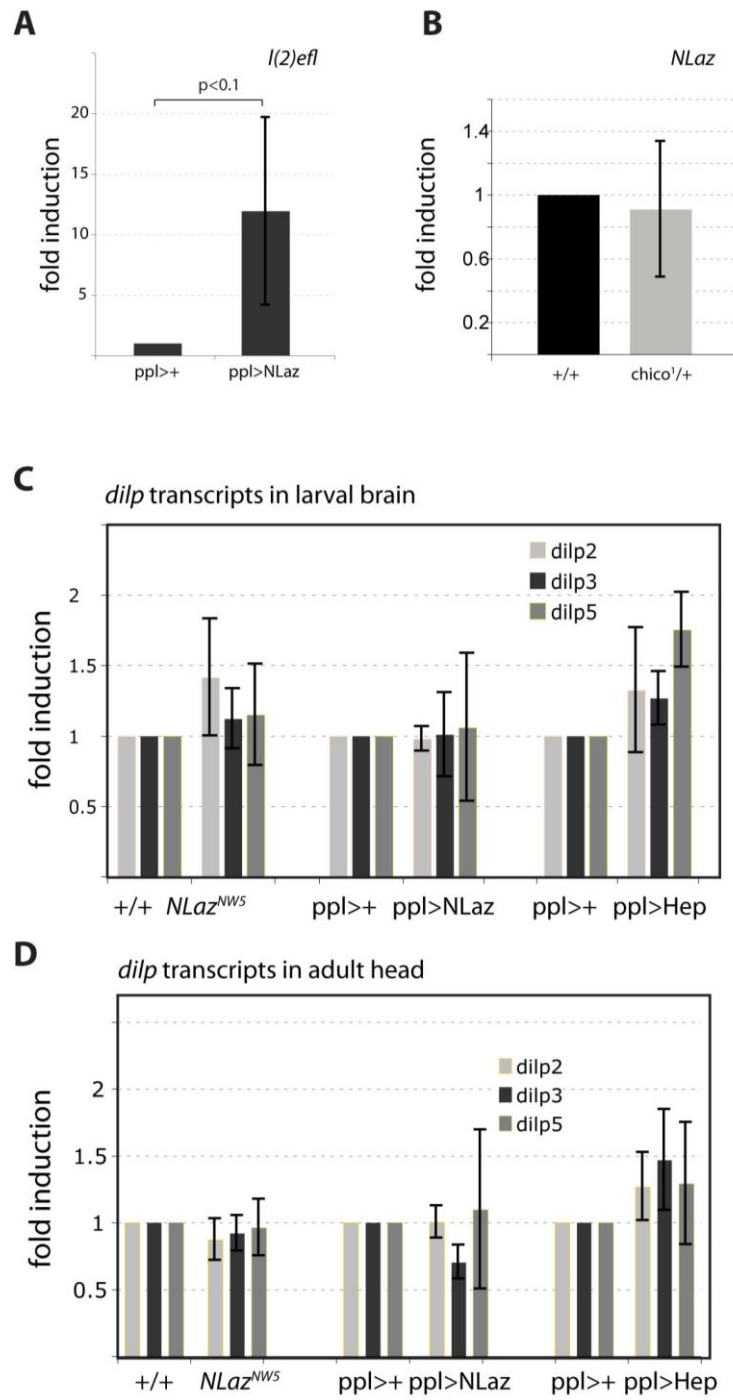 A
l(2)efl
p<0.1
20
15
10
5
fold induction
ppl>+ ppl>NLaz
B
NLaz
1.4
1
0.6
0.2
fold induction
+/+ chico¹/+
C
dilp transcripts in larval brain
dilp2
dilp3
dilp5
2
1.5
1
0.5
fold induction
+/+ NLazᴺᵂ⁵ ppl>+ ppl>NLaz ppl>+ ppl>Hep
D
dilp transcripts in adult head
dilp2
dilp3
dilp5
2
1.5
1
0.5
fold induction
+/+ NLazᴺᵂ⁵ ppl>+ ppl>NLaz ppl>+ ppl>Hep